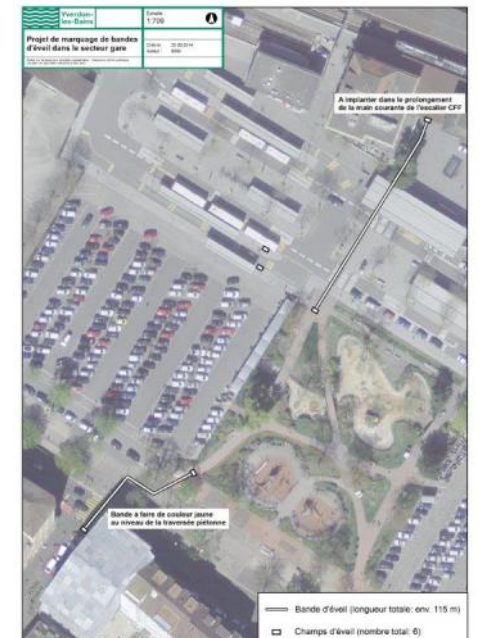 Yverdon-
les-Bains
Echelle :
1:700
Projet de marquage de bandes
d'éveil dans le secteur gare
A implanter dans le prolongement
de la main courante de l'escalier CFF
Bande à faire de couleur jaune
au niveau de la traversée piétonne
Bande d'éveil (longueur totale: env. 115 m)
Champs d'éveil (nombre total: 6)